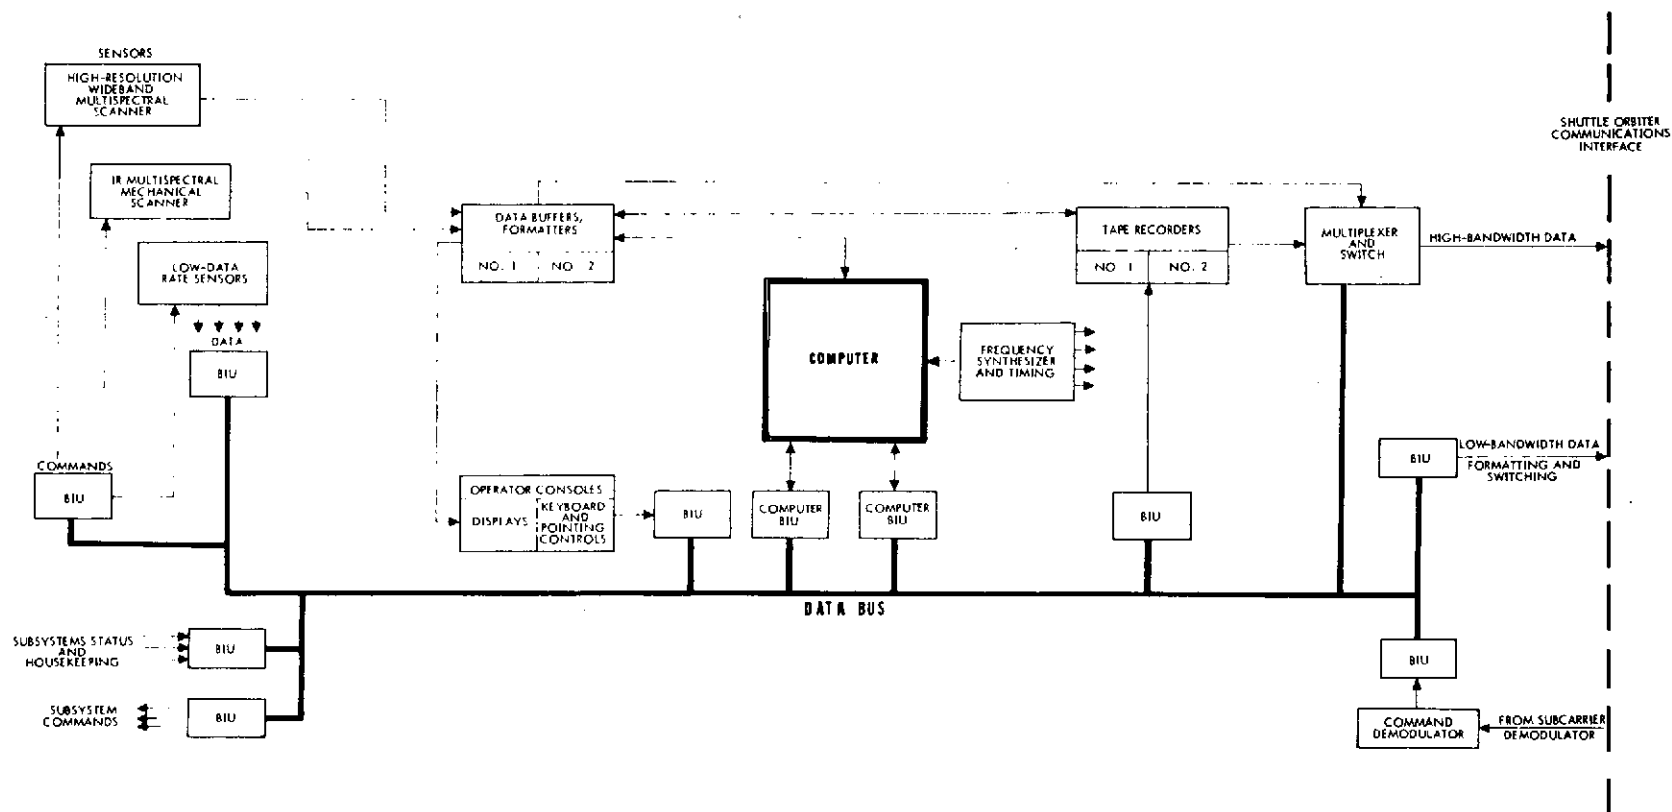 SENSORS
HIGH-RESOLUTION
WIDEBAND
MULTISPECTRAL
SCANNER
SHUTTLE ORBITER
COMMUNICATIONS
INTERFACE
IR MULTISPECTRAL
MECHANICAL
SCANNER
DATA BUFFERS,
FORMATTERS
NO. 1
NO. 2
TAPE RECORDERS
NO. 1
NO. 2
MULTIPLEXER
AND
SWITCH
HIGH-BANDWIDTH DATA
LOW-DATA
RATE SENSORS
DATA
BIU
COMPUTER
FREQUENCY
SYNTHESIZER
AND TIMING
COMMANDS
BIU
OPERATOR CONSOLES
DISPLAYS
KEYBOARD
AND
POINTING
CONTROLS
BIU
COMPUTER
BIU
COMPUTER
BIU
BIU
BIU
LOW-BANDWIDTH DATA
FORMATTING AND
SWITCHING
DATA BUS
SUBSYSTEMS STATUS
AND
HOUSEKEEPING
BIU
SUBSYSTEM
COMMANDS
BIU
BIU
COMMAND
DEMODULATOR
FROM SUBCARRIER
DEMODULATOR